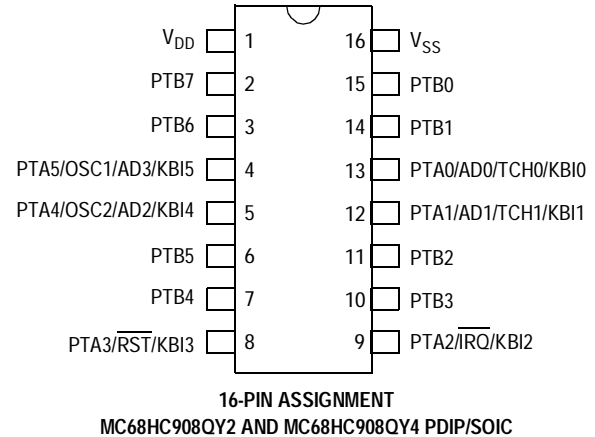 VDD 1 16 VSS
PTB7 2 15 PTB0
PTB6 3 14 PTB1
PTA5/OSC1/AD3/KBI5 4 13 PTA0/AD0/TCH0/KBI0
PTA4/OSC2/AD2/KBI4 5 12 PTA1/AD1/TCH1/KBI1
PTB5 6 11 PTB2
PTB4 7 10 PTB3
PTA3/RST/KBI3 8 9 PTA2/IRQ/KBI2
16-PIN ASSIGNMENT
MC68HC908QY2 AND MC68HC908QY4 PDIP/SOIC